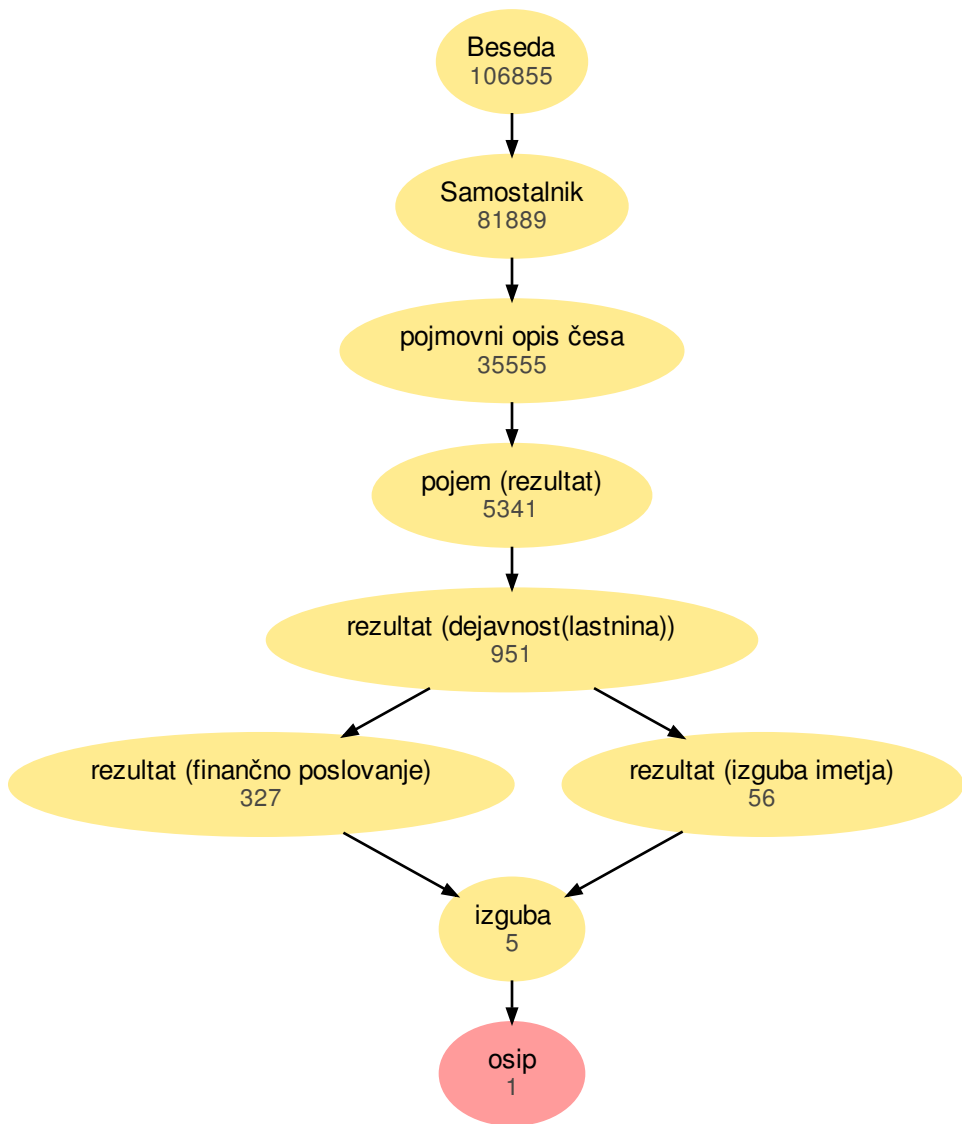 Beseda
106855
Samostalnik
81889
pojmovni opis česa
35555
pojem (rezultat)
5341
rezultat (dejavnost(lastnina))
951
rezultat (finančno poslovanje)
327
rezultat (izguba imetja)
56
izguba
5
osip
1